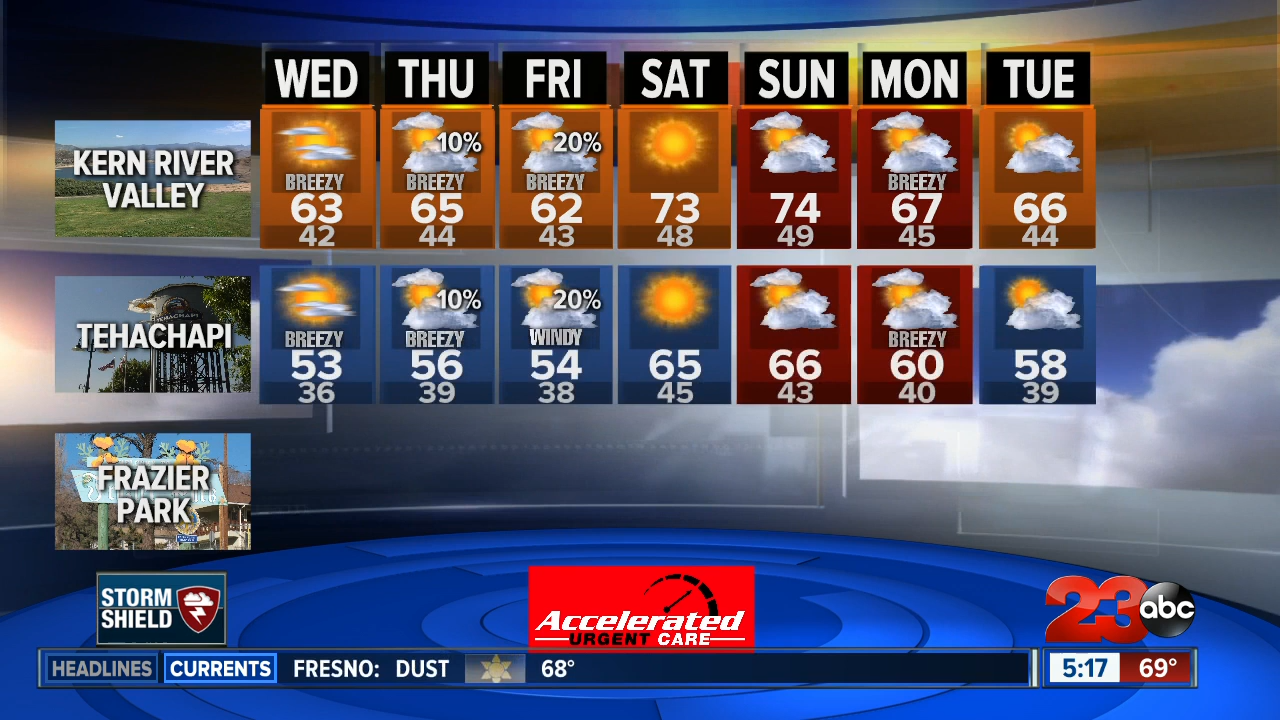 WED THU FRI SAT SUN MON TUE
KERN RIVER
VALLEY
10% 20%
BREEZY BREEZY BREEZY BREEZY
63 65 62 73 74 67 66
42 44 43 48 49 45 44
TEHACHAPI
TEHACHAPI
10% 20%
BREEZY BREEZY WINDY BREEZY
53 56 54 65 66 60 58
36 39 38 45 43 40 39
FRAZIER
PARK
STORM
SHIELD
Accelerated
URGENT CARE
23 abc
HEADLINES CURRENTS FRESNO: DUST 68° 5:17 69°